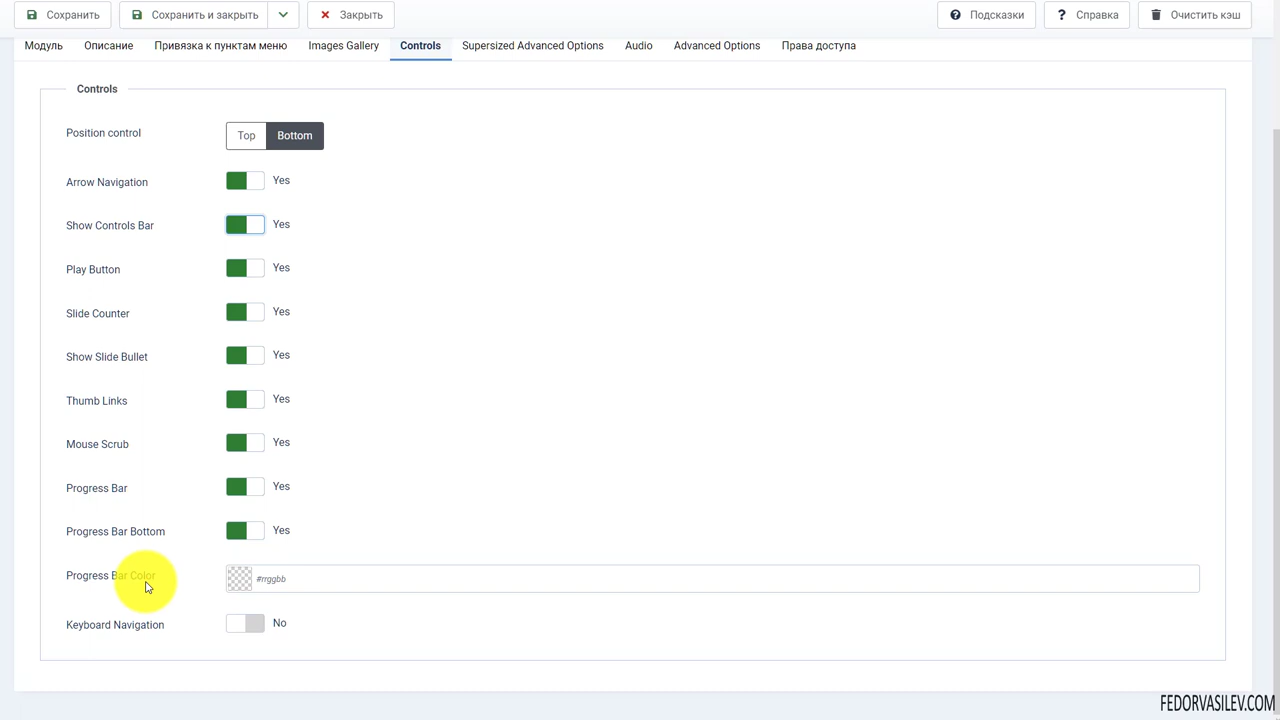 Сохранить Сохранить и закрыть Закрыть Подсказки Справка Очистить кэш
Модуль Описание Привязка к пунктам меню Images Gallery Controls Supersized Advanced Options Audio Advanced Options Права доступа
Controls
Position control Top Bottom
Arrow Navigation Yes
Show Controls Bar Yes
Play Button Yes
Slide Counter Yes
Show Slide Bullet Yes
Thumb Links Yes
Mouse Scrub Yes
Progress Bar Yes
Progress Bar Bottom Yes
Progress Bar Color #rrggbb
Keyboard Navigation No
FEDORVASILEV.COM